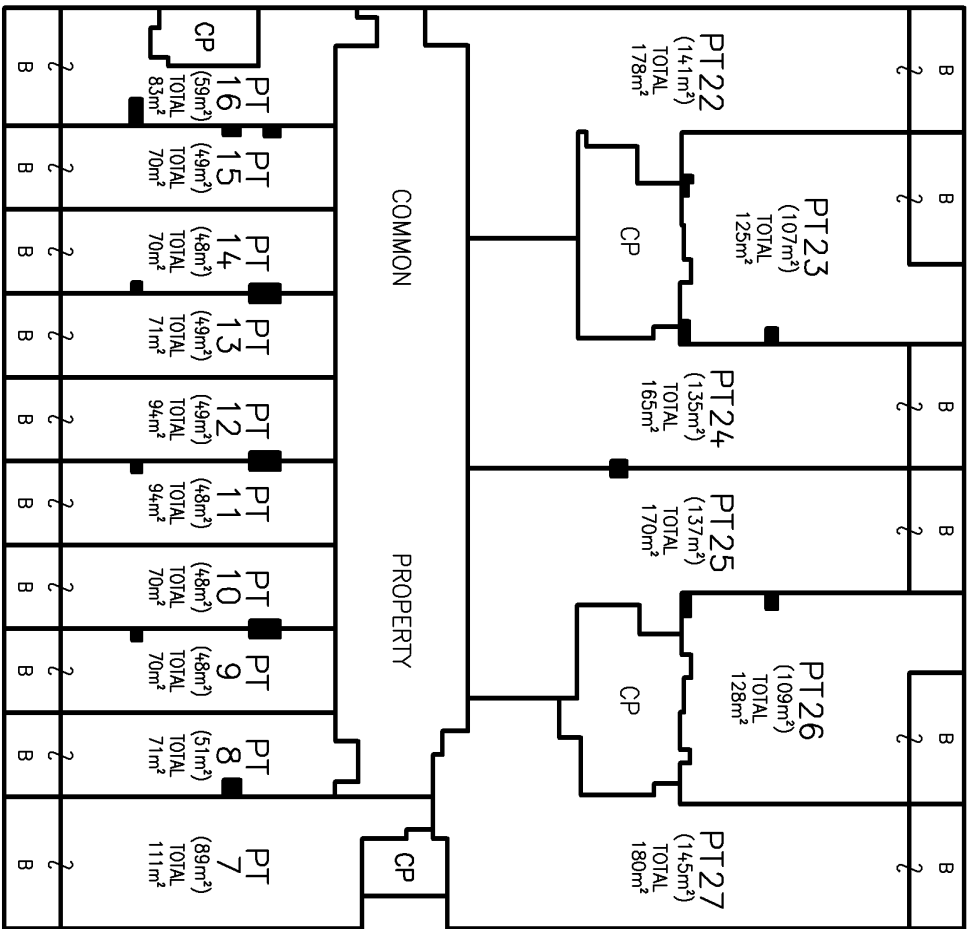 B
PT22
(141m²)
TOTAL
178m²
B
PT23
(107m²)
TOTAL
125m²
CP
B
PT24
(135m²)
TOTAL
165m²
B
PT25
(137m²)
TOTAL
170m²
B
PT26
(109m²)
TOTAL
128m²
CP
B
PT27
(145m²)
TOTAL
180m²
COMMON PROPERTY
CP
PT
16
(59m²)
TOTAL
83m²
B
PT
15
(49m²)
TOTAL
70m²
B
PT
14
(48m²)
TOTAL
70m²
B
PT
13
(49m²)
TOTAL
71m²
B
PT
12
(49m²)
TOTAL
94m²
B
PT
11
(48m²)
TOTAL
94m²
B
PT
10
(48m²)
TOTAL
70m²
B
PT
9
(48m²)
TOTAL
70m²
B
PT
8
(51m²)
TOTAL
71m²
B
CP
PT
7
(89m²)
TOTAL
111m²
B